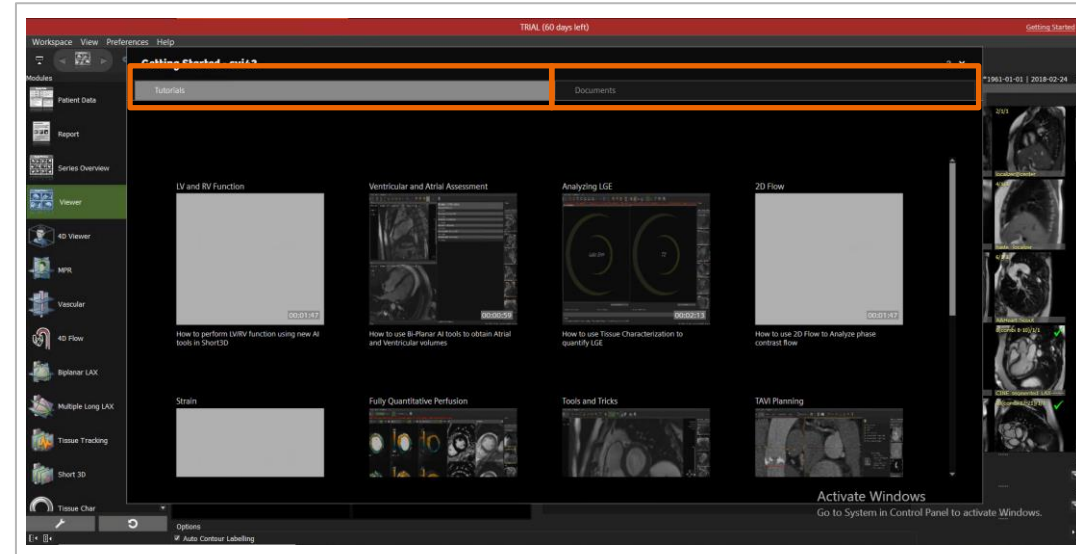 TRIAL (60 days left)
Getting Started
Workspace View Preferences Help
Getting Started - cvi42
*1961-01-01 | 2018-02-24
Modules
Tutorials
Documents
Patient Data
Report
Series Overview
Viewer
4D Viewer
MPR
Vascular
4D Flow
Biplanar LAX
Multiple Long LAX
Tissue Tracking
Short 3D
Tissue Char
LV and RV Function
Ventricular and Atrial Assessment
Analyzing LGE
2D Flow
00:01:47
00:00:59
00:02:13
00:01:47
How to perform LV/RV function using new AI
tools in Short3D
How to use Bi-Planar AI tools to obtain Atrial
and Ventricular volumes
How to use Tissue Characterization to
quantify LGE
How to use 2D Flow to Analyze phase
contrast flow
Strain
Fully Quantitative Perfusion
Tools and Tricks
TAVI Planning
2/1/1
localizer@center
Activate Windows
Go to System in Control Panel to activate Windows.
Options
Auto Contour Labelling